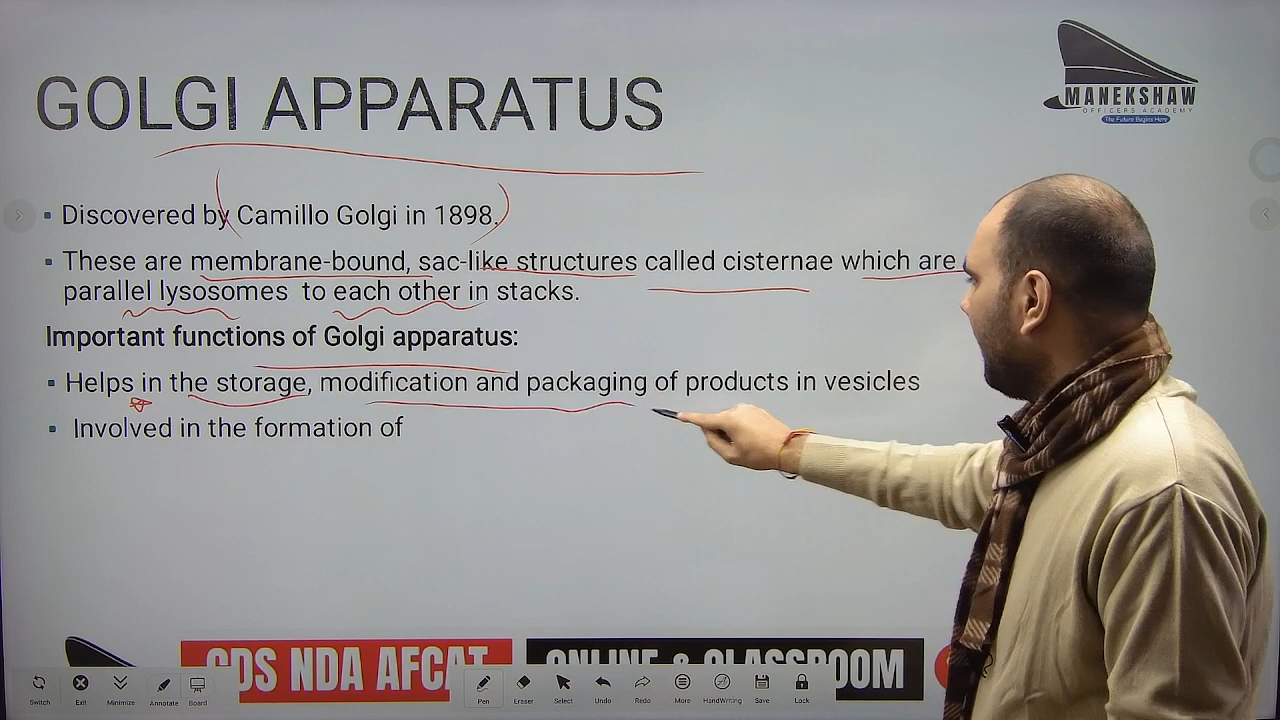 GOLGI APPARATUS
MANEKSHAW
OFFICERS ACADEMY
The Future Begins Here
▪ Discovered by Camillo Golgi in 1898.
▪ These are membrane-bound, sac-like structures called cisternae which are
parallel lysosomes to each other in stacks.
Important functions of Golgi apparatus:
▪ Helps in the storage, modification and packaging of products in vesicles
▪ Involved in the formation of
CDS NDA AFCAT
ONLINE & CLASSROOM
Switch Exit Minimize Annotate Board Pen Eraser Select Undo Redo More HandWriting Save Lock